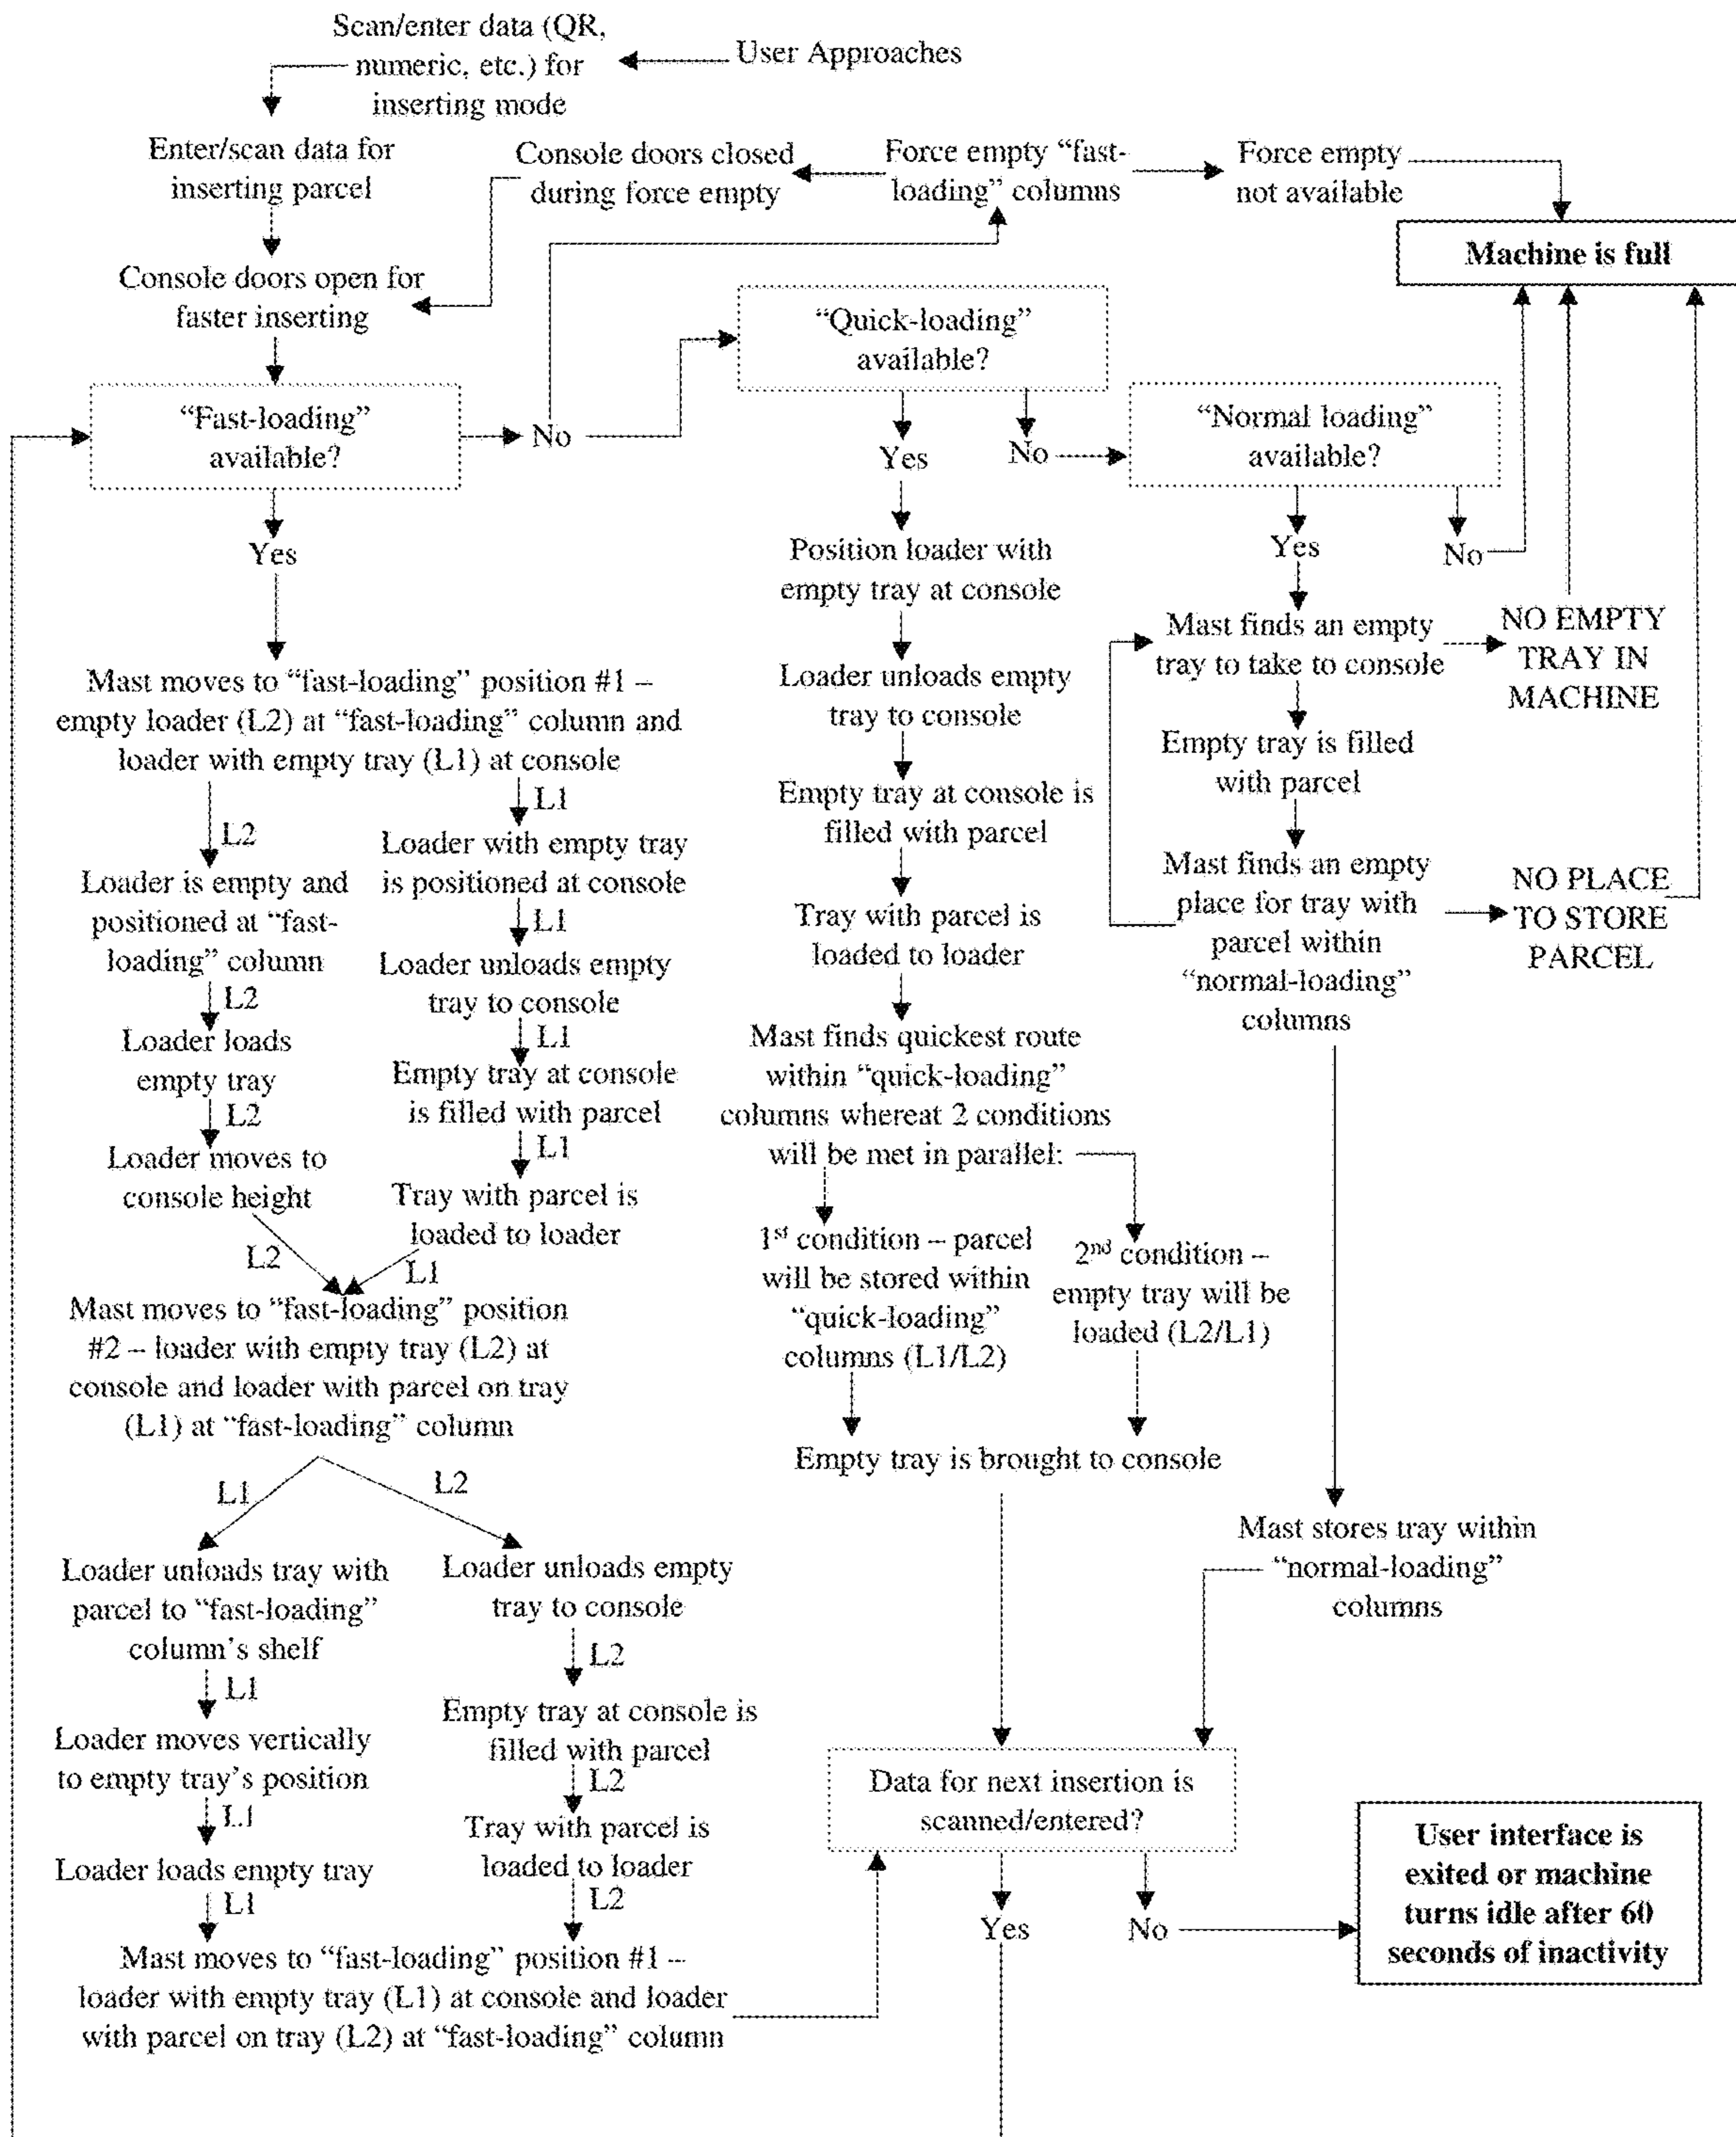 Scan/enter data (QR,
numeric, etc.) for
inserting mode
User Approaches
Enter/scan data for
inserting parcel
Console doors closed
during force empty
Force empty “fast-
loading” columns
Force empty
not available
Machine is full
Console doors open for
faster inserting
“Quick-loading”
available?
“Fast-loading”
available?
No
“Normal loading”
available?
Yes
Yes
No
Yes
No
Position loader with
empty tray at console
Mast finds an empty
tray to take to console
NO EMPTY
TRAY IN
MACHINE
Mast moves to “fast-loading” position #1 –
empty loader (L2) at “fast-loading” column and
loader with empty tray (L1) at console
Loader unloads empty
tray to console
Empty tray is filled
with parcel
L2
L1
Loader is empty and
positioned at “fast-
loading” column
Loader with empty tray
is positioned at console
Empty tray at console is
filled with parcel
Mast finds an empty
place for tray with
parcel within
“normal-loading”
columns
NO PLACE
TO STORE
PARCEL
L2
L1
Loader loads
empty tray
Loader unloads empty
tray to console
Tray with parcel is
loaded to loader
L2
L1
Loader moves to
console height
Empty tray at console
is filled with parcel
L1
Tray with parcel is
loaded to loader
Mast finds quickest route
within “quick-loading”
columns whereat 2 conditions
will be met in parallel:
L2
L1
1st condition – parcel
will be stored within
“quick-loading”
columns (L1/L2)
2nd condition –
empty tray will be
loaded (L2/L1)
Mast moves to “fast-loading” position
#2 – loader with empty tray (L2) at
console and loader with parcel on tray
(L1) at “fast-loading” column
Empty tray is brought to console
L1
L2
Mast stores tray within
“normal-loading”
columns
Loader unloads tray with
parcel to “fast-loading”
column’s shelf
Loader unloads empty
tray to console
L1
L2
Loader moves vertically
to empty tray’s position
Empty tray at console is
filled with parcel
L1
L2
Loader loads empty tray
Tray with parcel is
loaded to loader
L1
L2
Data for next insertion is
scanned/entered?
Yes
No
User interface is
exited or machine
turns idle after 60
seconds of inactivity
Mast moves to “fast-loading” position #1 –
loader with empty tray (L1) at console and loader
with parcel on tray (L2) at “fast-loading” column